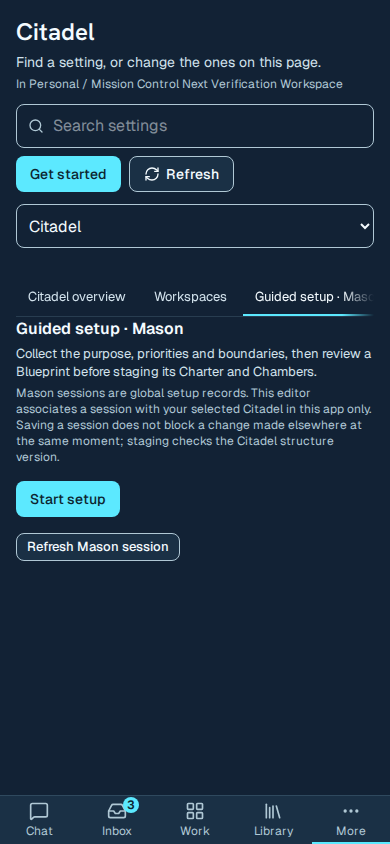 Citadel
Find a setting, or change the ones on this page.
In Personal / Mission Control Next Verification Workspace
Search settings
Get started
Refresh
Citadel
Citadel overview
Workspaces
Guided setup · Maso
Guided setup · Mason
Collect the purpose, priorities and boundaries, then review a
Blueprint before staging its Charter and Chambers.
Mason sessions are global setup records. This editor
associates a session with your selected Citadel in this app only.
Saving a session does not block a change made elsewhere at
the same moment; staging checks the Citadel structure
version.
Start setup
Refresh Mason session
3
Chat
Inbox
Work
Library
More